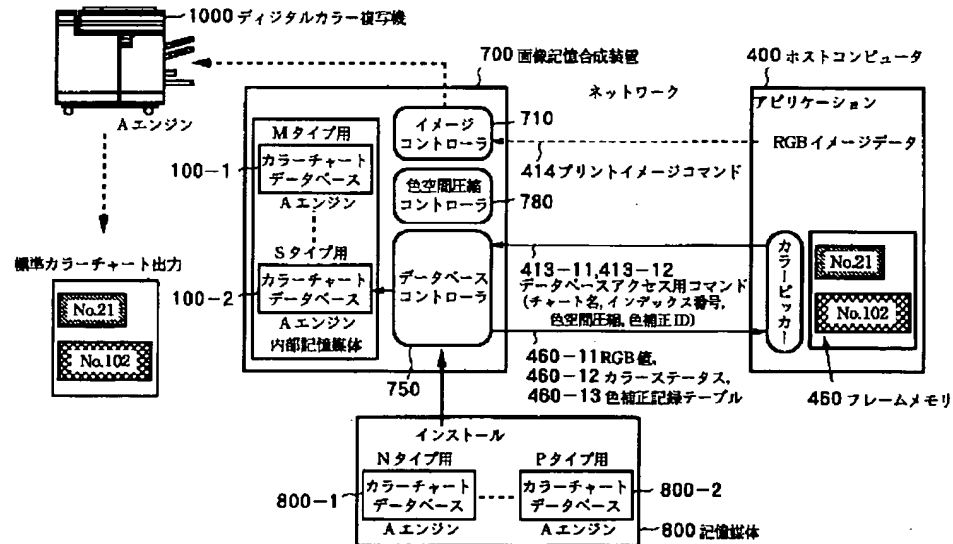 1000 ディジタルカラー複写機
Aエンジン
標準カラーチャート出力
No.21
No.102
700 画像記憶合成装置
Mタイプ用
カラーチャート
データベース
Aエンジン
100-1
Sタイプ用
カラーチャート
データベース
Aエンジン
100-2
内部記憶媒体
イメージ
コントローラ
710
色空間圧縮
コントローラ
780
データベース
コントローラ
750
ネットワーク
414 プリントイメージコマンド
413-11,413-12
データベースアクセス用コマンド
(チャート名,インデックス番号,
色空間圧縮,色補正ID)
460-11 RGB値,
460-12 カラーステータス,
460-13 色補正記録テーブル
400 ホストコンピュータ
アプリケーション
RGBイメージデータ
カラーピッカー
No.21
No.102
460 フレームメモリ
インストール
Nタイプ用
カラーチャート
データベース
Aエンジン
800-1
Pタイプ用
カラーチャート
データベース
Aエンジン
800-2
800 記憶媒体